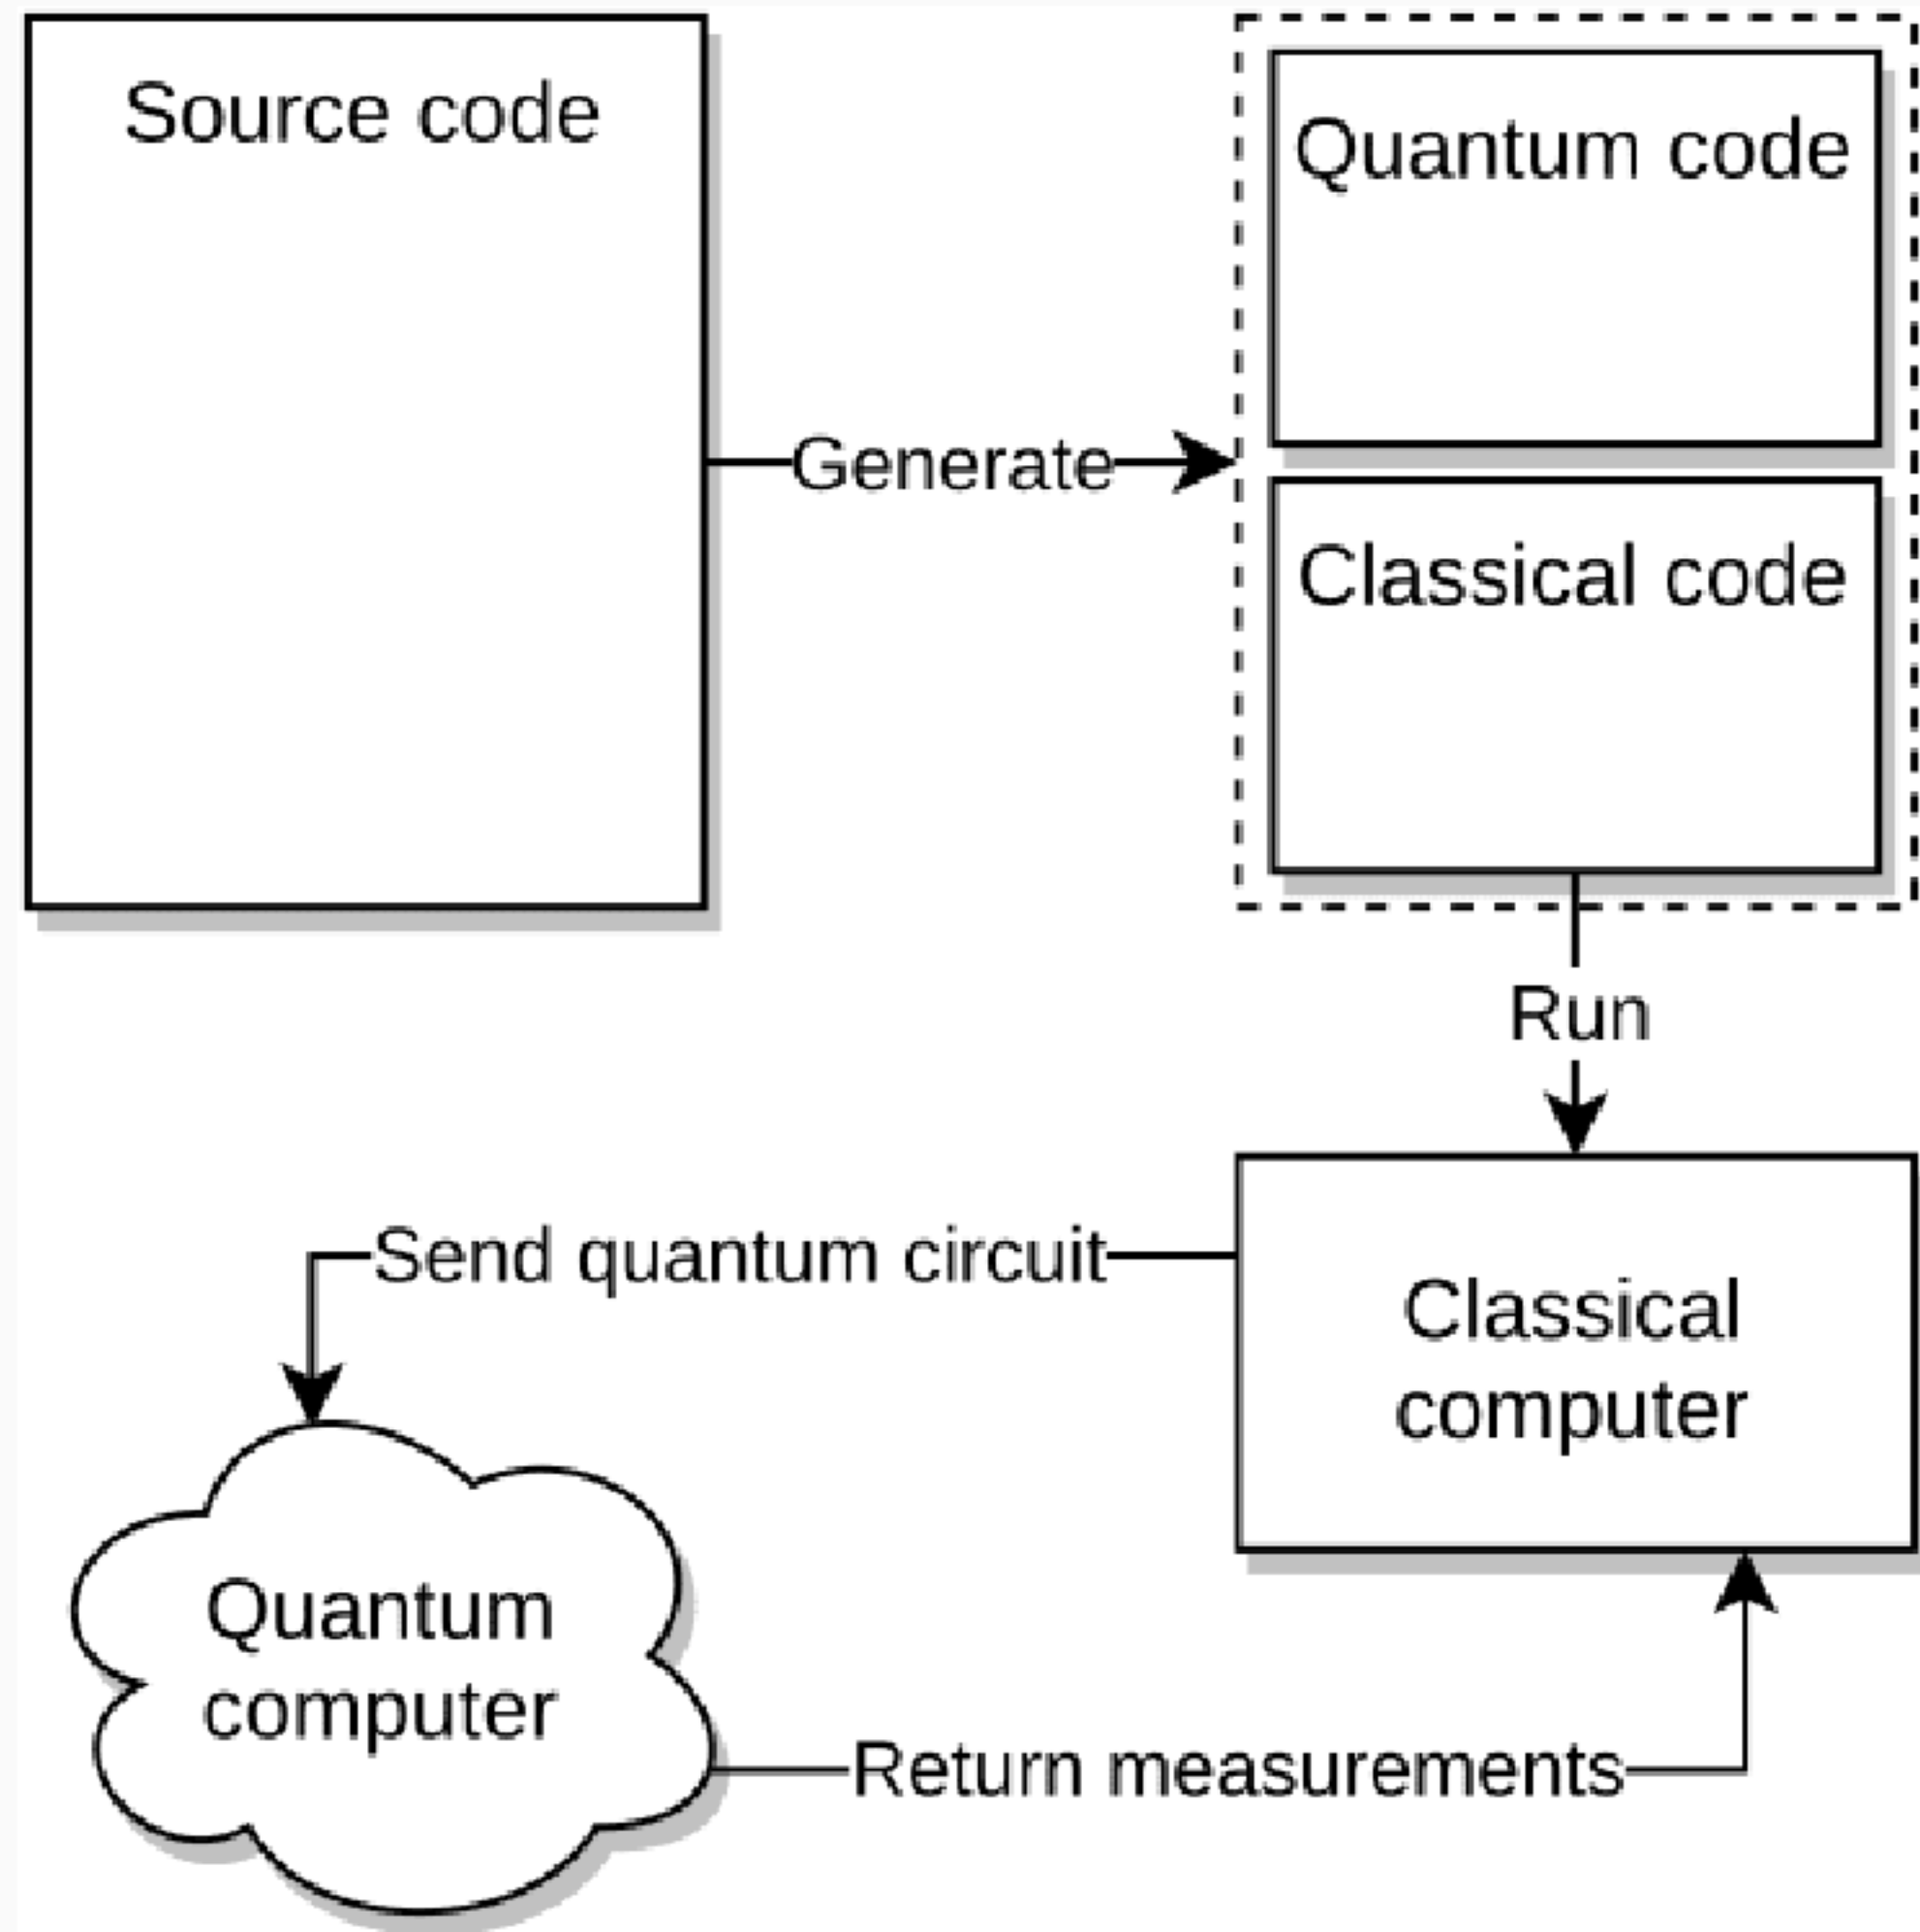 Source code
Quantum code
Generate
Classical code
Run
Send quantum circuit
Classical
computer
Quantum
computer
Return measurements